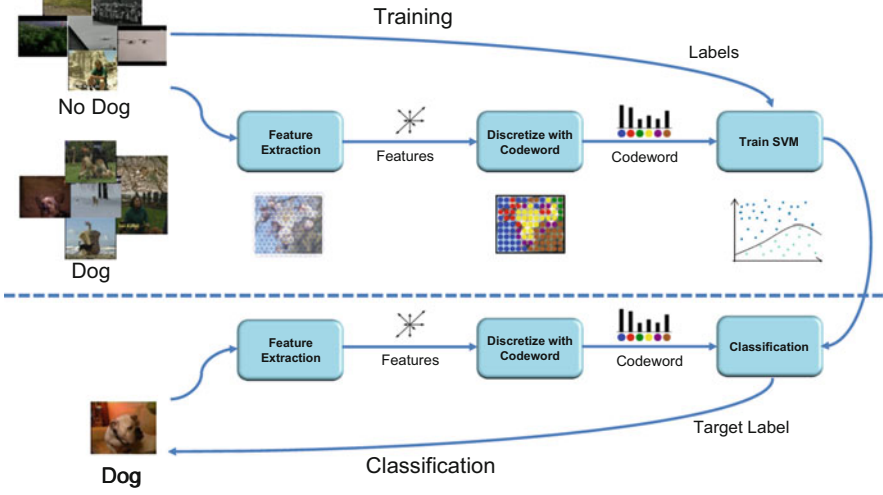 Training
Labels
No Dog
Feature
Extraction
Features
Discretize with
Codeword
Codeword
Train SVM
Dog
Feature
Extraction
Features
Discretize with
Codeword
Codeword
Classification
Target Label
Classification
Dog